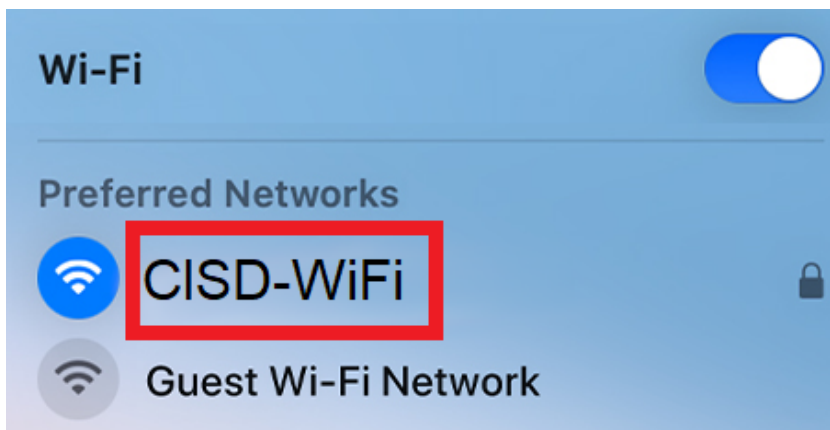 Wi-Fi
Preferred Networks
CISD-WiFi
Guest Wi-Fi Network